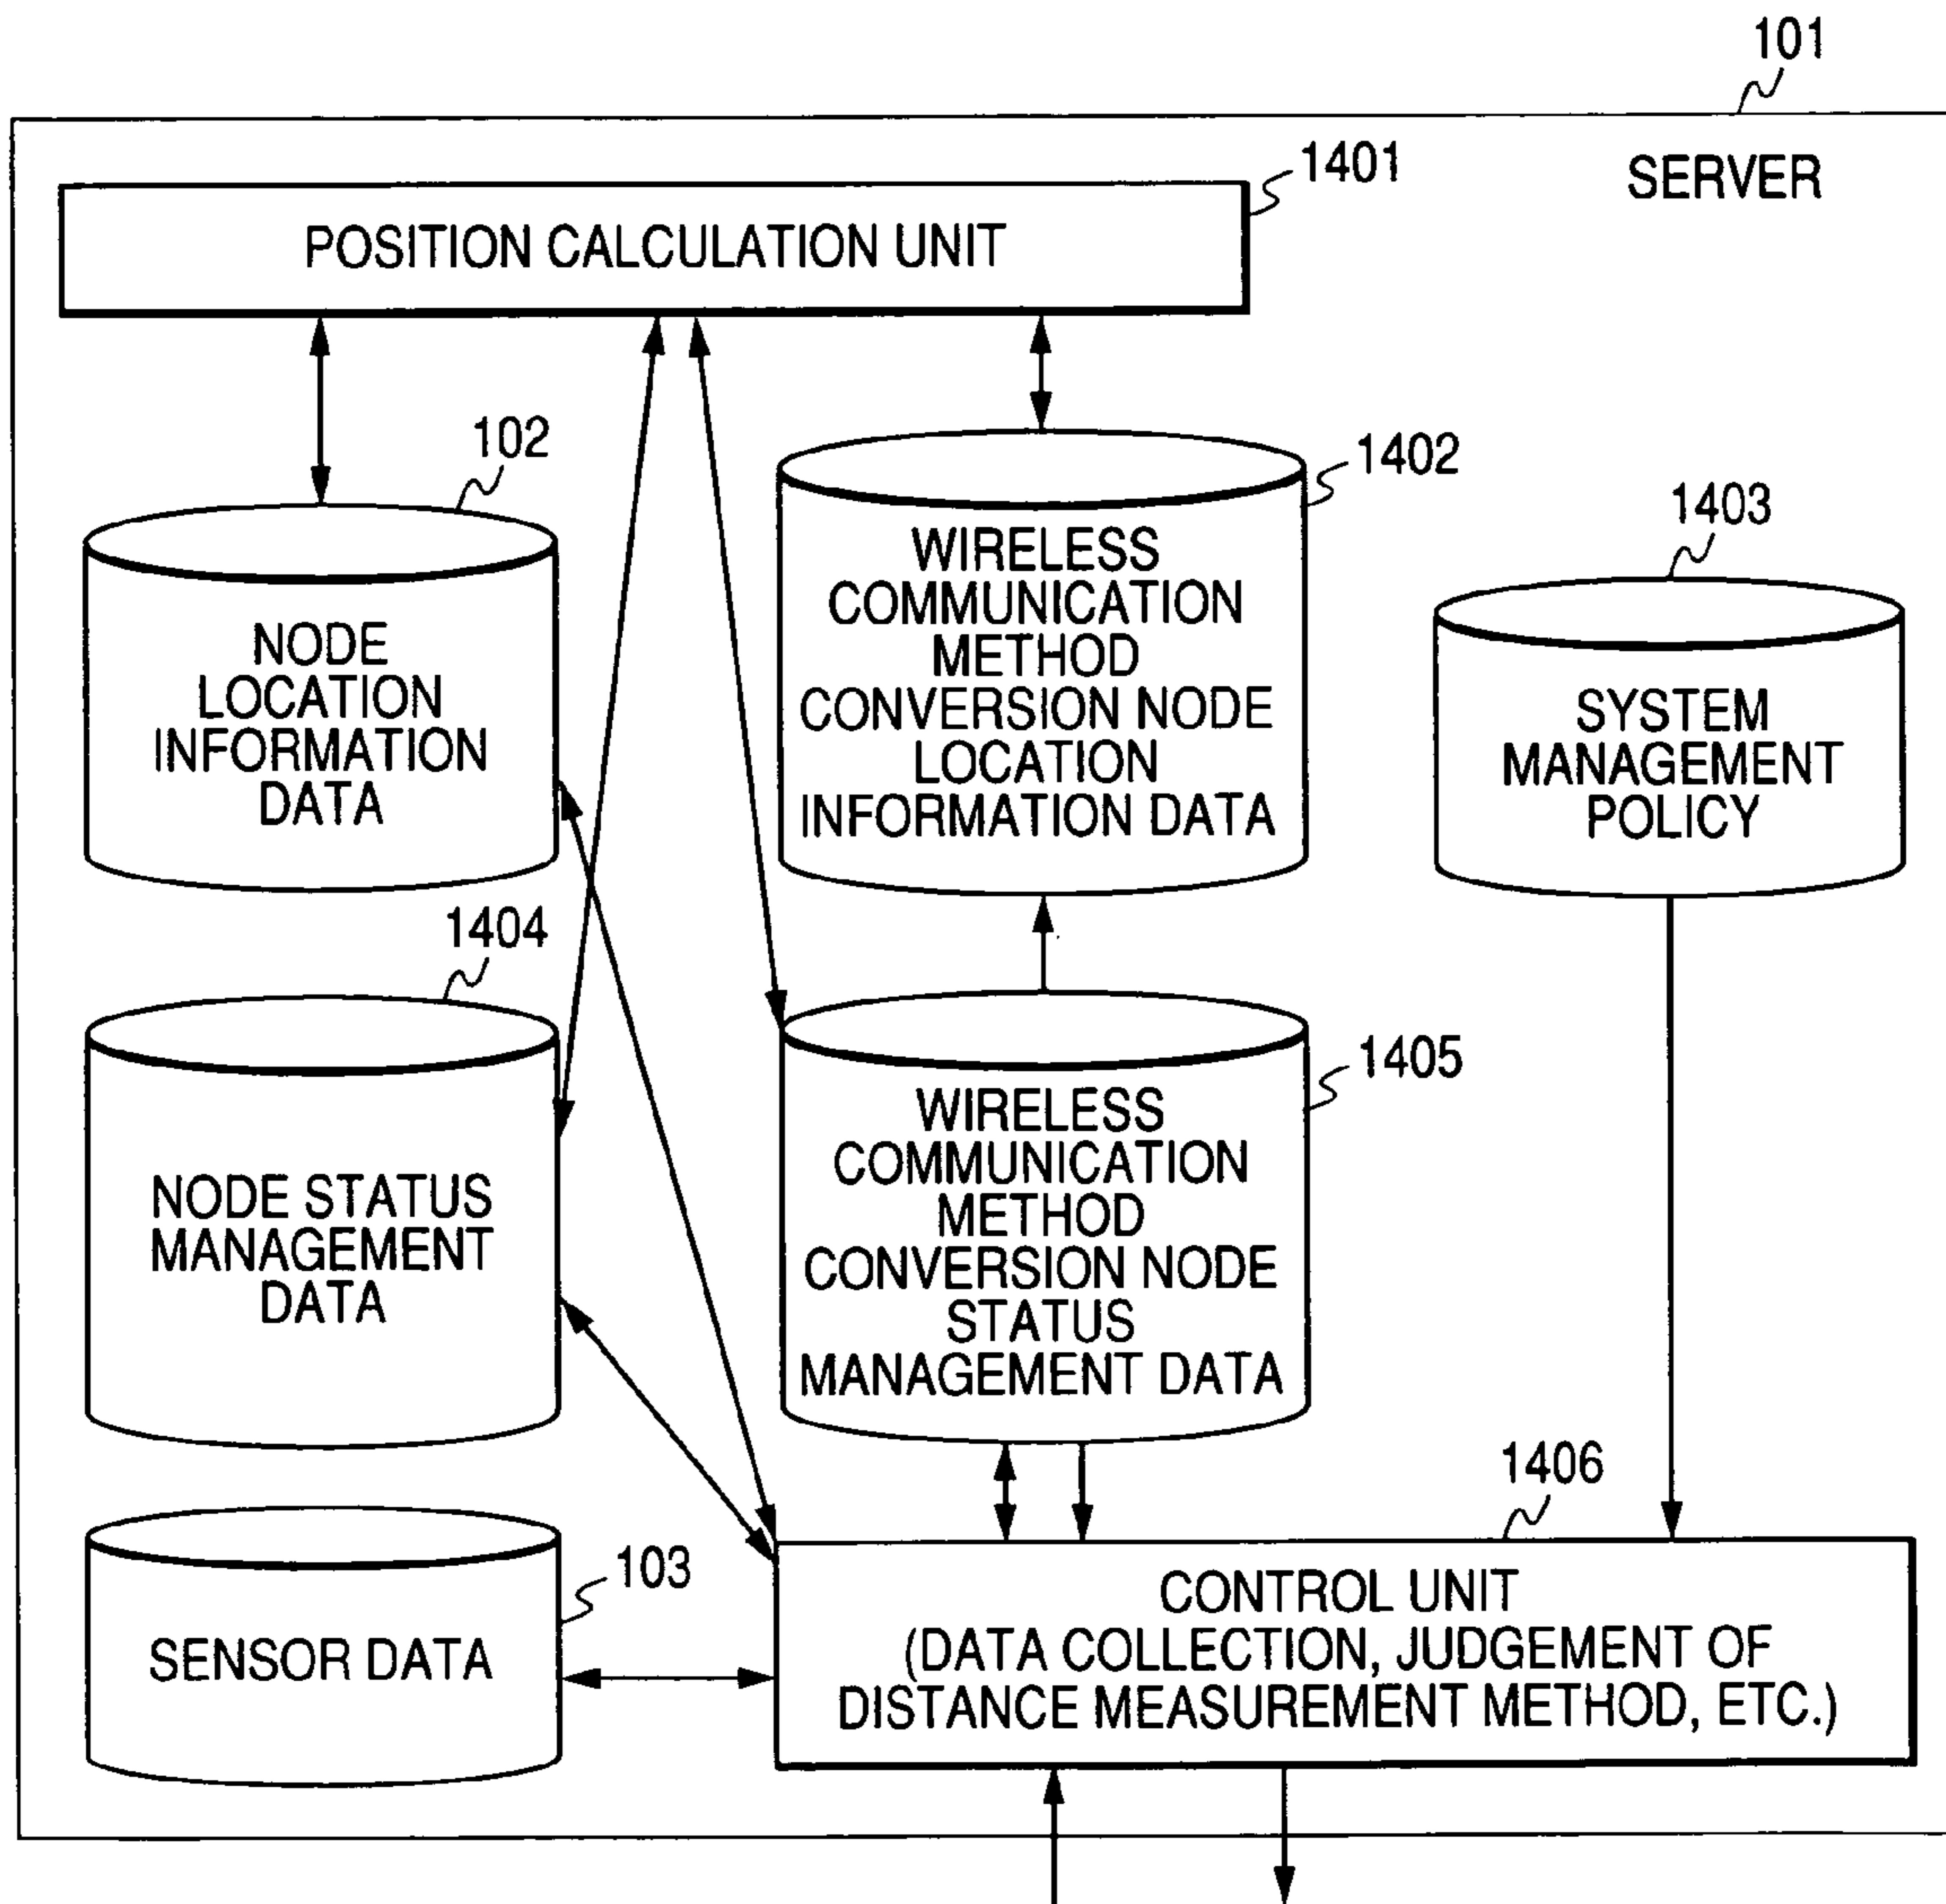 101
SERVER
1401
POSITION CALCULATION UNIT
102
NODE
LOCATION
INFORMATION
DATA
1402
WIRELESS
COMMUNICATION
METHOD
CONVERSION NODE
LOCATION
INFORMATION DATA
1403
SYSTEM
MANAGEMENT
POLICY
1404
NODE STATUS
MANAGEMENT
DATA
1405
WIRELESS
COMMUNICATION
METHOD
CONVERSION NODE
STATUS
MANAGEMENT DATA
103
SENSOR DATA
1406
CONTROL UNIT
(DATA COLLECTION, JUDGEMENT OF
DISTANCE MEASUREMENT METHOD, ETC.)